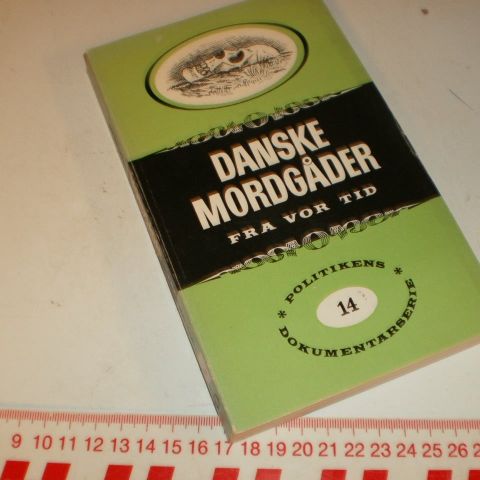 DANSKE
MORDGÅDER
FRA VOR TID
* POLITIKENS *
14
DOKUMENTARSERIE
9 10 11 12 13 14 15 16 17 18 19 20 21 22 23 24 25 26